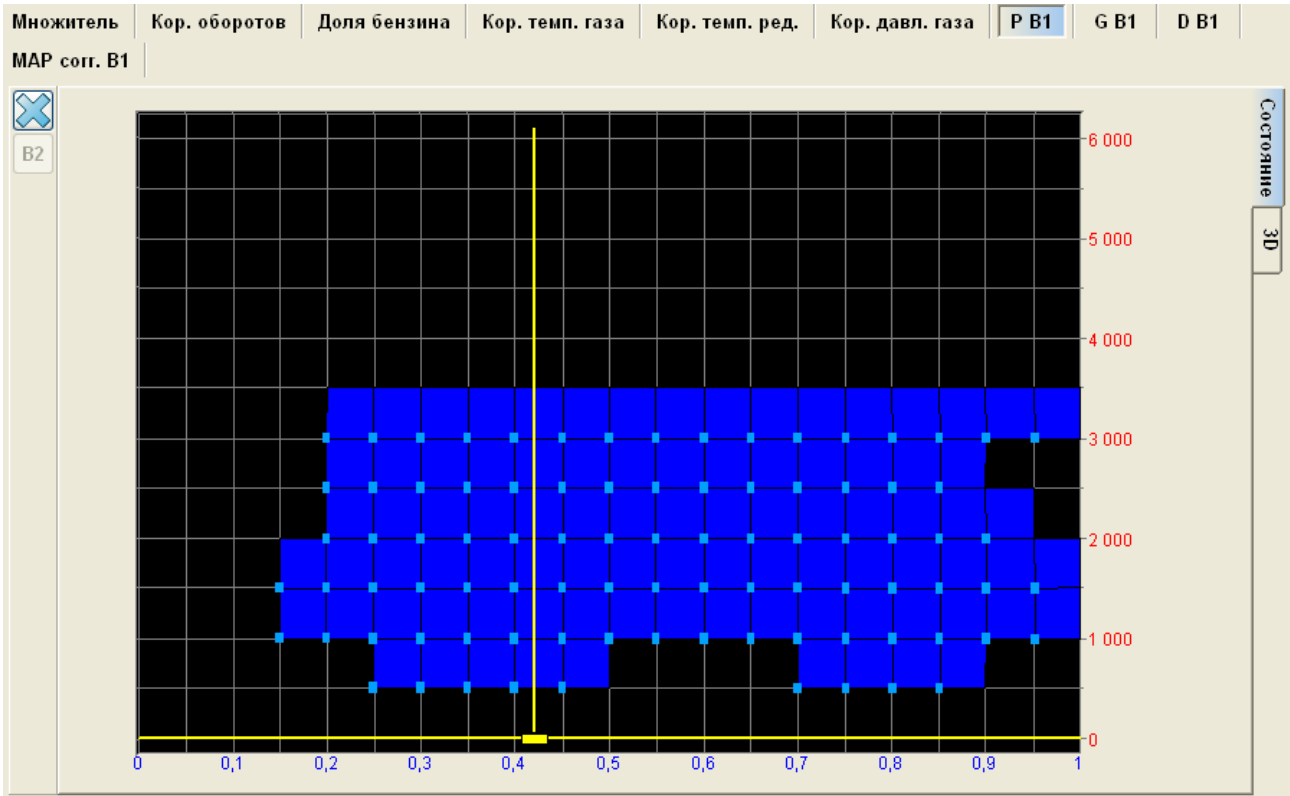 Множитель Кор. оборотов Доля бензина Кор. темп. газа Кор. темп. ред. Кор. давл. газа P B1 G B1 D B1
MAP corr. B1
B2
Состояние
3D
6 000
5 000
4 000
3 000
2 000
1 000
0
0 0,1 0,2 0,3 0,4 0,5 0,6 0,7 0,8 0,9 1